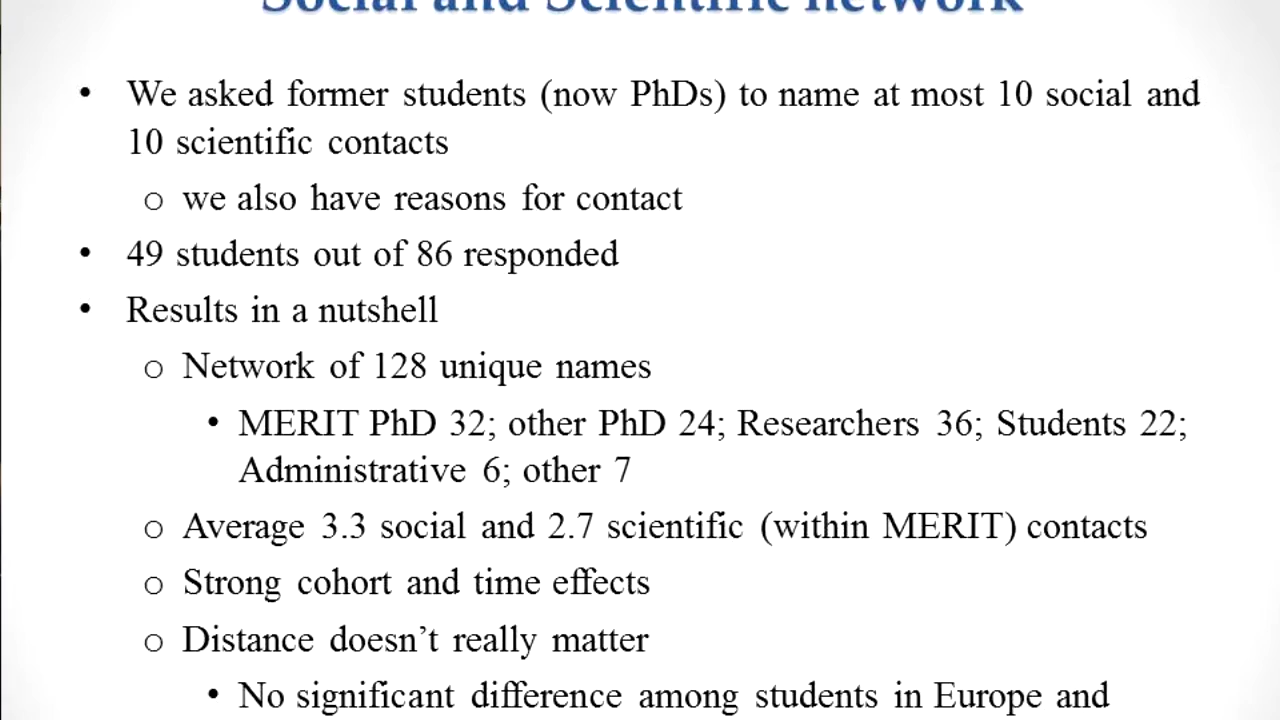 Social and Scientific network
• We asked former students (now PhDs) to name at most 10 social and
10 scientific contacts
o we also have reasons for contact
• 49 students out of 86 responded
• Results in a nutshell
o Network of 128 unique names
• MERIT PhD 32; other PhD 24; Researchers 36; Students 22;
Administrative 6; other 7
o Average 3.3 social and 2.7 scientific (within MERIT) contacts
o Strong cohort and time effects
o Distance doesn’t really matter
• No significant difference among students in Europe and